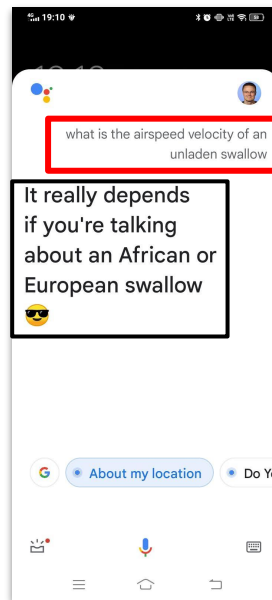 19:10
what is the airspeed velocity of an
unladen swallow
It really depends
if you're talking
about an African or
European swallow
😎
About my location
Do Yo